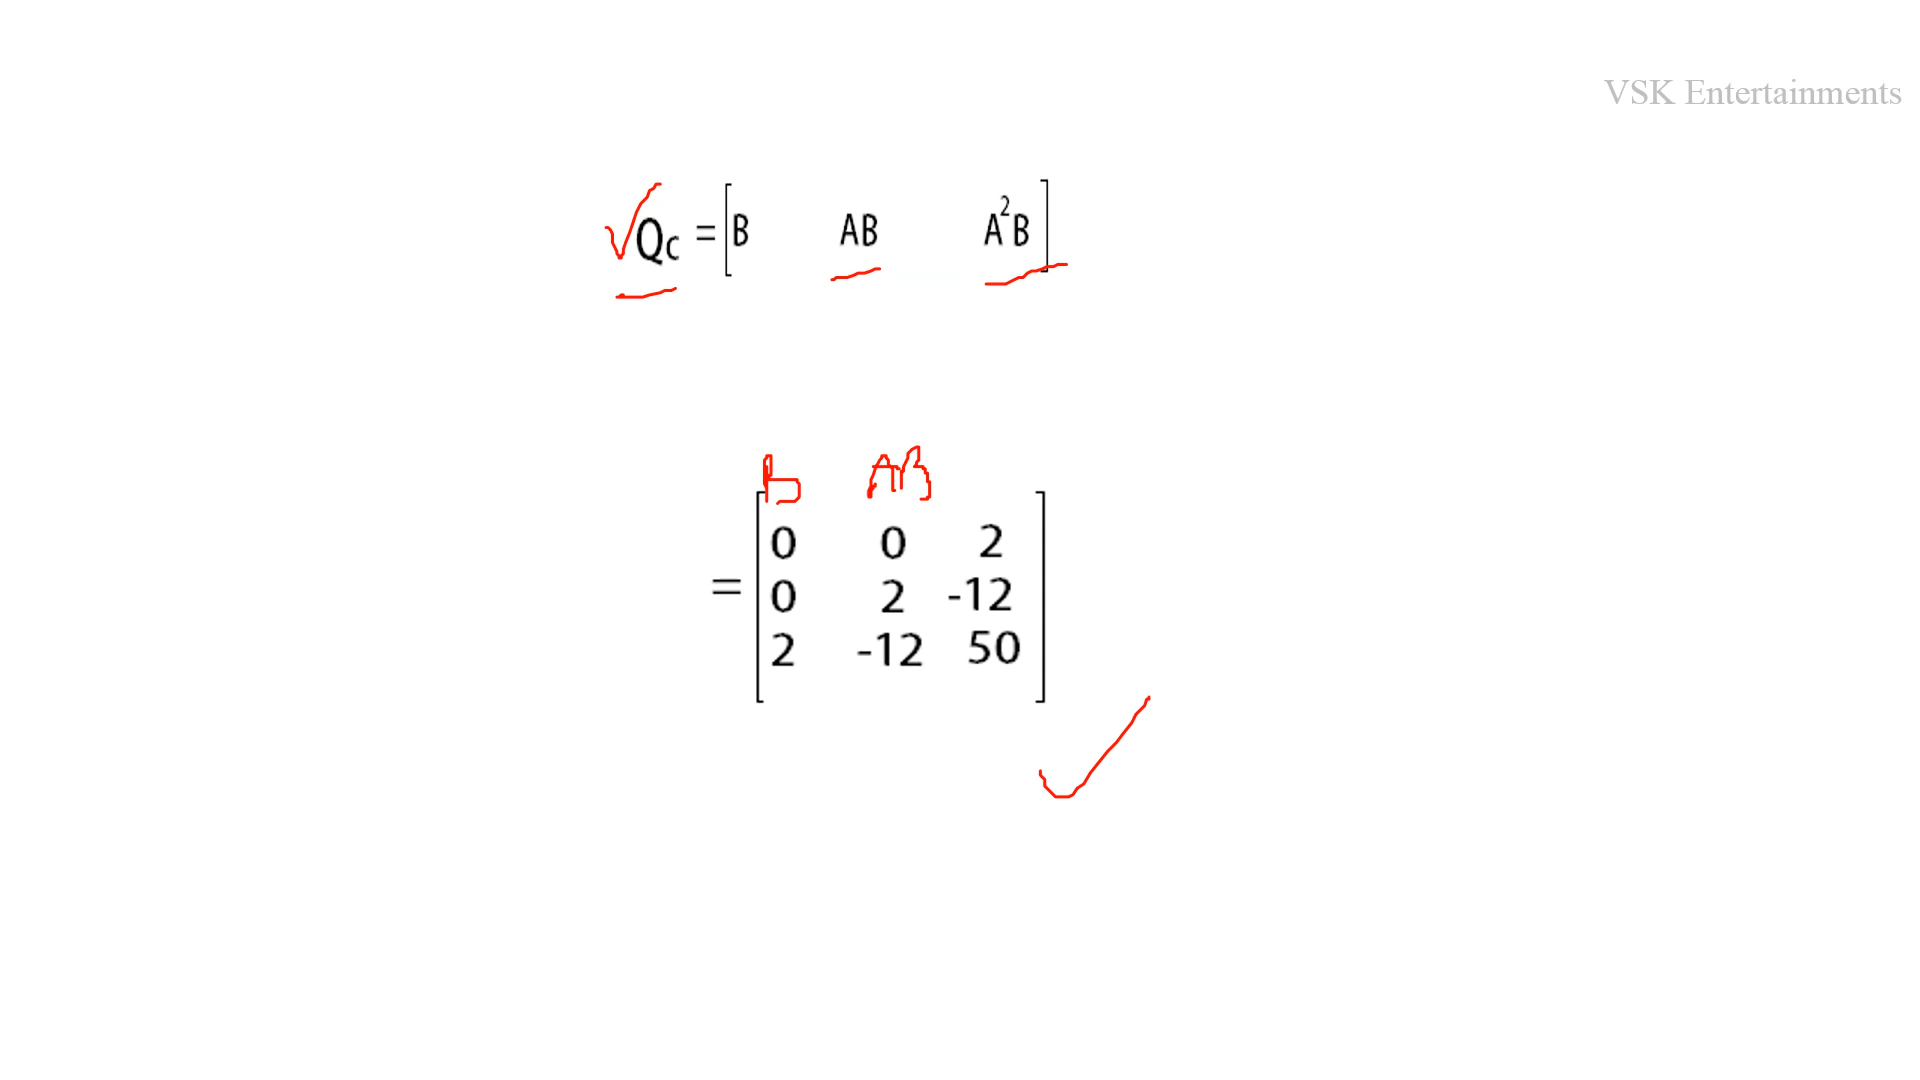 VSK Entertainments
Qc = [B AB A²B]
B AB
= [0 0 2
0 2 -12
2 -12 50]